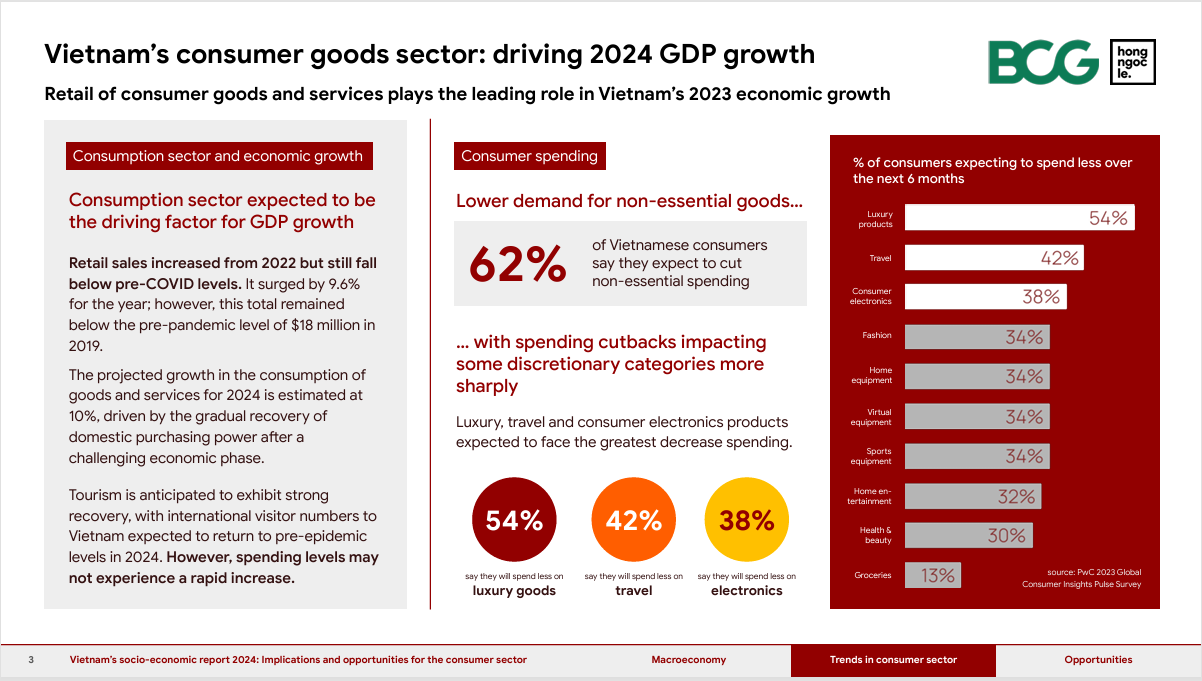 Vietnam's consumer goods sector: driving 2024 GDP growth
BCG
hong
ngoc
le.
Retail of consumer goods and services plays the leading role in Vietnam's 2023 economic growth
Consumption sector and economic growth
Consumption sector expected to be
the driving factor for GDP growth
Retail sales increased from 2022 but still fall
below pre-COVID levels. It surged by 9.6%
for the year; however, this total remained
below the pre-pandemic level of $18 million in
2019.
The projected growth in the consumption of
goods and services for 2024 is estimated at
10%, driven by the gradual recovery of
domestic purchasing power after a
challenging economic phase.
Tourism is anticipated to exhibit strong
recovery, with international visitor numbers to
Vietnam expected to return to pre-epidemic
levels in 2024. However, spending levels may
not experience a rapid increase.
Consumer spending
Lower demand for non-essential goods...
62%
of Vietnamese consumers
say they expect to cut
non-essential spending
... with spending cutbacks impacting
some discretionary categories more
sharply
Luxury, travel and consumer electronics products
expected to face the greatest decrease spending.
54%
say they will spend less on
luxury goods
42%
say they will spend less on
travel
38%
say they will spend less on
electronics
% of consumers expecting to spend less over
the next 6 months
Luxury
products
54%
Travel
42%
Consumer
electronics
38%
Fashion
34%
Home
equipment
34%
Virtual
equipment
34%
Sports
equipment
34%
Home en-
tertainment
32%
Health &
beauty
30%
Groceries
13%
source: PwC 2023 Global
Consumer Insights Pulse Survey
3
Vietnam's socio-economic report 2024: Implications and opportunities for the consumer sector
Macroeconomy
Trends in consumer sector
Opportunities